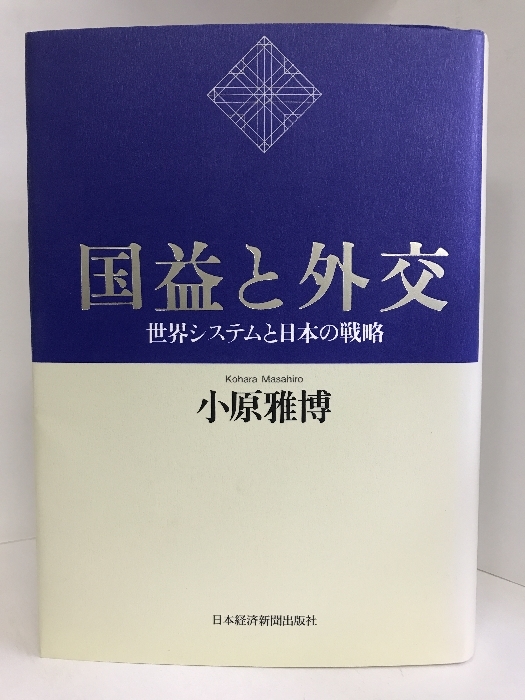 国益と外交
世界システムと日本の戦略
Kohara Masahiro
小原雅博
日本経済新聞出版社